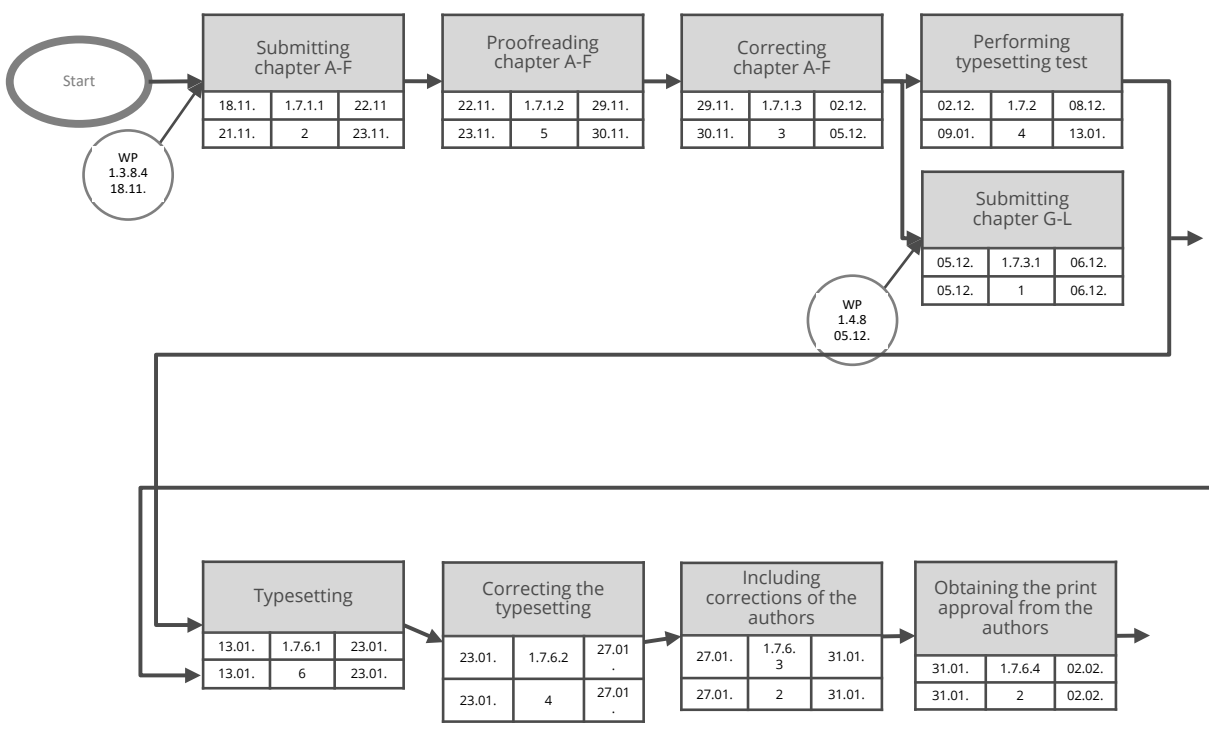 Start
WP
1.3.8.4
18.11.
Submitting
chapter A-F
18.11. 1.7.1.1 22.11
21.11. 2 23.11.
Proofreading
chapter A-F
22.11. 1.7.1.2 29.11.
23.11. 5 30.11.
Correcting
chapter A-F
29.11. 1.7.1.3 02.12.
30.11. 3 05.12.
Performing
typesetting test
02.12. 1.7.2 08.12.
09.01. 4 13.01.
WP
1.4.8
05.12.
Submitting
chapter G-L
05.12. 1.7.3.1 06.12.
05.12. 1 06.12.
Typesetting
13.01. 1.7.6.1 23.01.
13.01. 6 23.01.
Correcting the
typesetting
23.01. 1.7.6.2 27.01
.
23.01. 4 27.01
.
Including
corrections of the
authors
27.01. 1.7.6. 31.01.
3
27.01. 2 31.01.
Obtaining the print
approval from the
authors
31.01. 1.7.6.4 02.02.
31.01. 2 02.02.